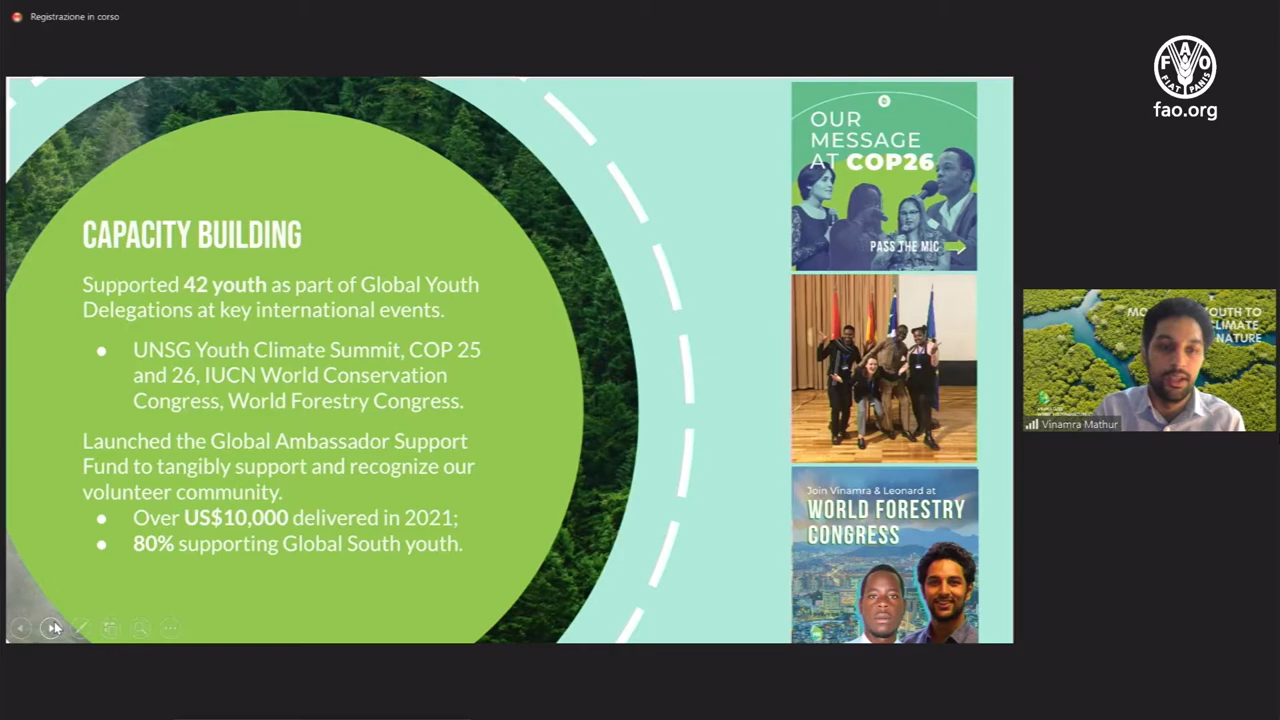 Registrazione in corso
F A O
FIAT PANIS
fao.org
CAPACITY BUILDING
Supported 42 youth as part of Global Youth
Delegations at key international events.
● UNSG Youth Climate Summit, COP 25
and 26, IUCN World Conservation
Congress, World Forestry Congress.
Launched the Global Ambassador Support
Fund to tangibly support and recognize our
volunteer community.
● Over US$10,000 delivered in 2021;
● 80% supporting Global South youth.
OUR
MESSAGE
AT COP26
PASS THE MIC
Join Vinamra & Leonard at
WORLD FORESTRY
CONGRESS
YOUTH TO
CLIMATE
NATURE
Vinamra Mathur